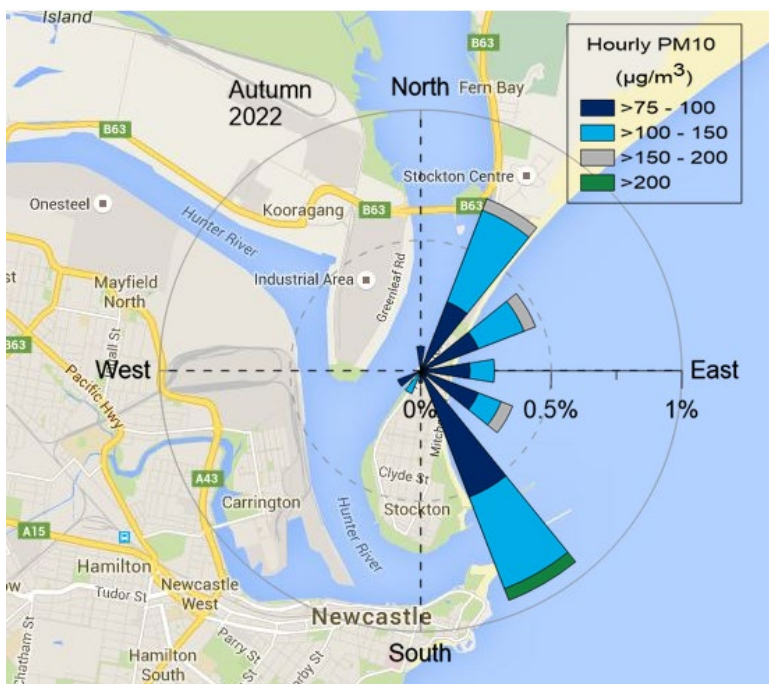 Island
B63
Hourly PM10
(µg/m³)
>75 - 100
>100 - 150
>150 - 200
>200
Autumn
2022
North
Fern Bay
B63
Stockton Centre
Onesteel
Kooragang
B63
B63
Hunter River
Industrial Area
Greenleaf Rd
Mayfield
North
B63
West
East
Pacific Hwy
0%
0.5%
1%
A43
Clyde St
Carrington
Stockton
Hunter River
A15
Hamilton
Newcastle
West
Tudor St
Newcastle
Parry St
South
Hamilton
South